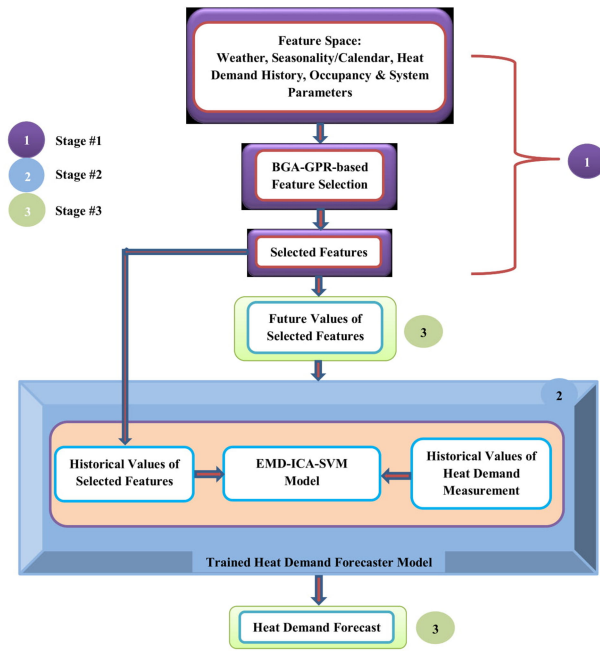 Feature Space:
Weather, Seasonality/Calendar, Heat
Demand History, Occupancy & System
Parameters
1
Stage #1
2
Stage #2
3
Stage #3
BGA-GPR-based
Feature Selection
1
Selected Features
Future Values of
Selected Features
3
2
Historical Values of
Selected Features
EMD-ICA-SVM
Model
Historical Values of
Heat Demand
Measurement
Trained Heat Demand Forecaster Model
Heat Demand Forecast
3